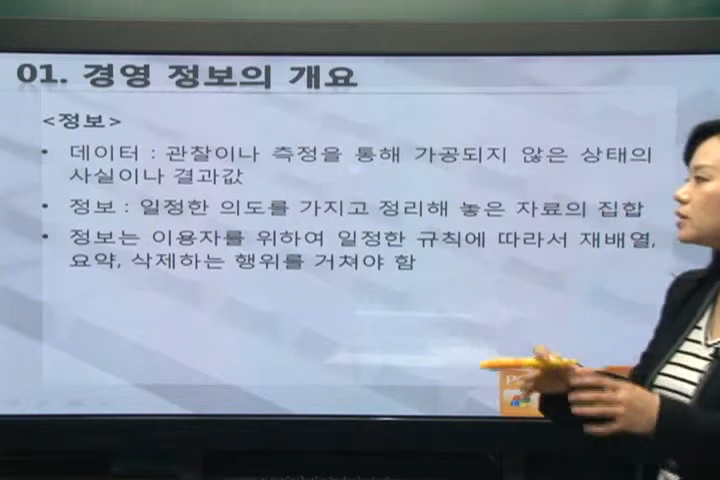 01. 경영 정보의 개요
<정보>
• 데이터 : 관찰이나 측정을 통해 가공되지 않은 상태의
사실이나 결과값
• 정보 : 일정한 의도를 가지고 정리해 놓은 자료의 집합
• 정보는 이용자를 위하여 일정한 규칙에 따라서 재배열,
요약, 삭제하는 행위를 거쳐야 함